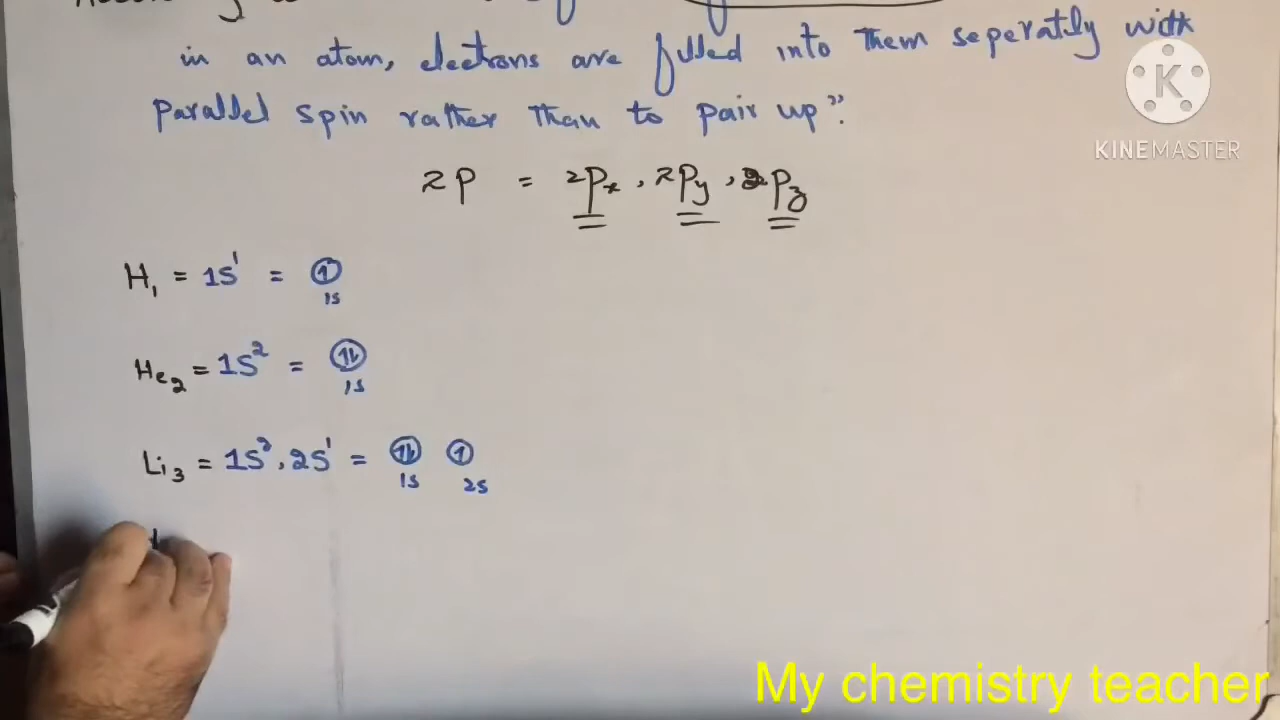 in an atom, electrons are filled into them seperately with
parallel spin rather than to pair up".
K
KINEMASTER
2P = 2Px, 2Py, 2Pz
H1 = 1S¹ = 1
1S
He2 = 1S² = 1L
1S
Li3 = 1S², 2S¹ = 1L 1
1S 2S
My chemistry teacher